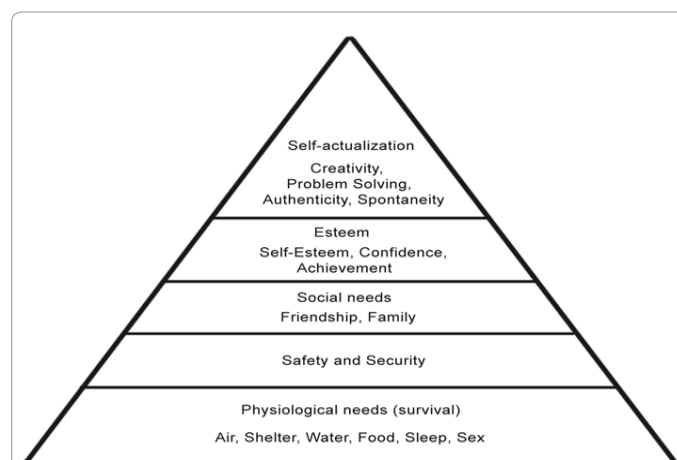 Self-actualization
Creativity,
Problem Solving,
Authenticity, Spontaneity
Esteem
Self-Esteem, Confidence,
Achievement
Social needs
Friendship, Family
Safety and Security
Physiological needs (survival)
Air, Shelter, Water, Food, Sleep, Sex